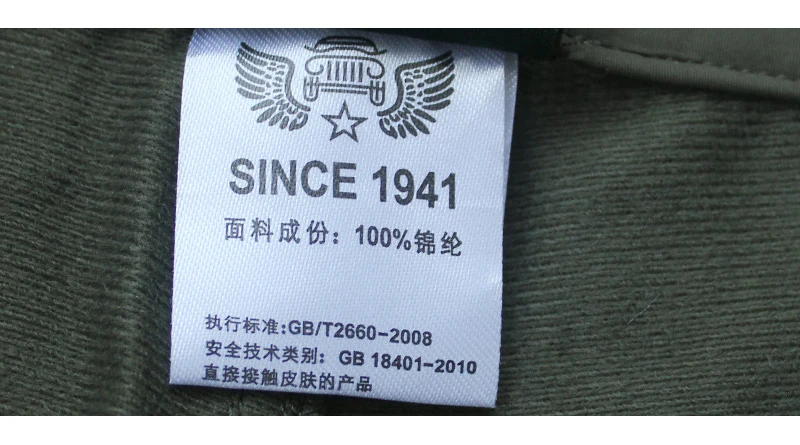 SINCE 1941
面料成份：100%锦纶
执行标准:GB/T2660-2008
安全技术类别：GB 18401-2010
直接接触皮肤的产品